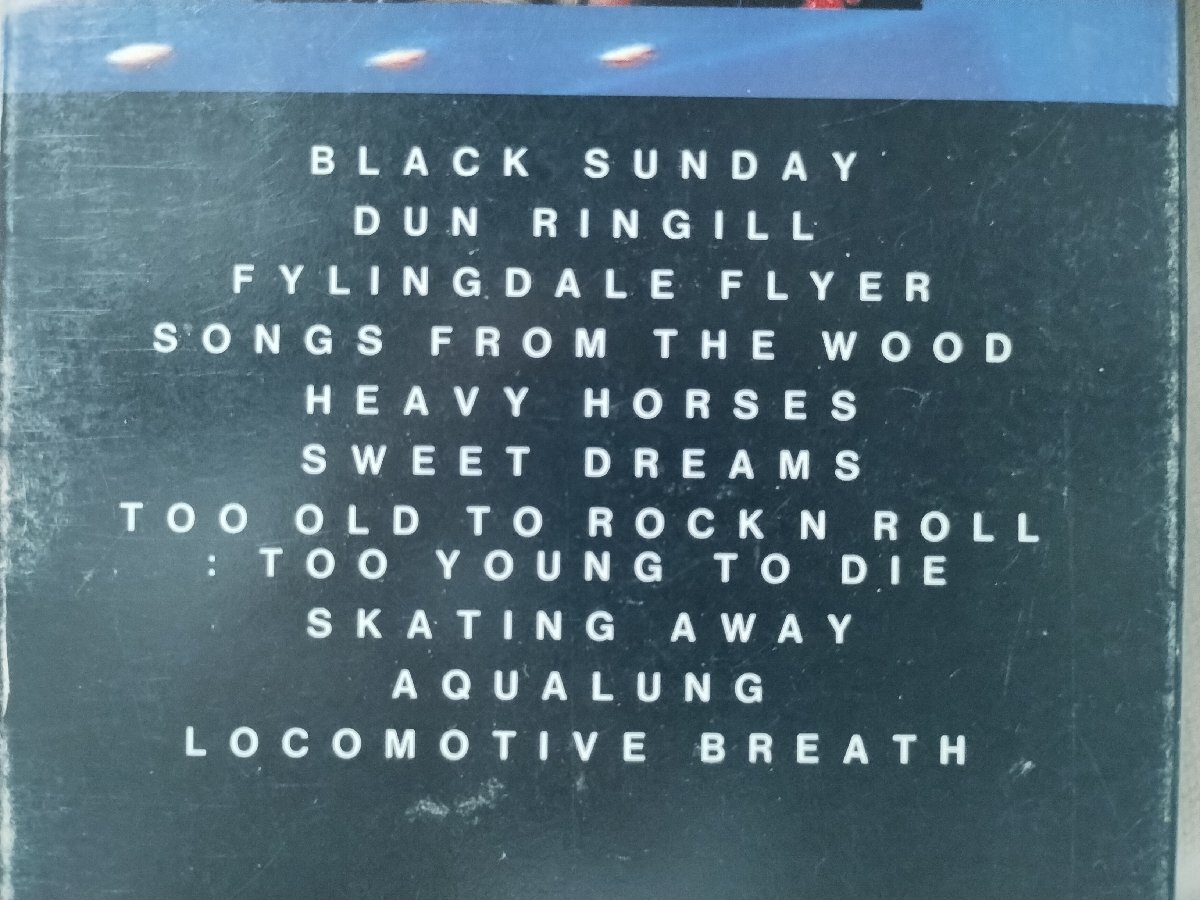 BLACK SUNDAY
DUN RINGILL
FYLINGDALE FLYER
SONGS FROM THE WOOD
HEAVY HORSES
SWEET DREAMS
TOO OLD TO ROCK N ROLL
: TOO YOUNG TO DIE
SKATING AWAY
AQUALUNG
LOCOMOTIVE BREATH